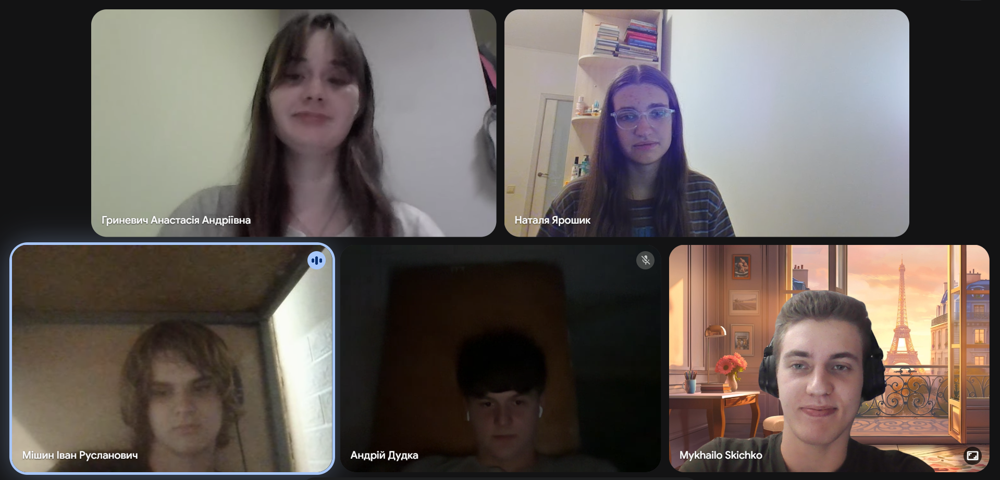 Гриневич Анастасія Андріївна
Наталя Ярошик
Мішин Іван Русланович
Андрій Дудка
Mykhailo Skichko